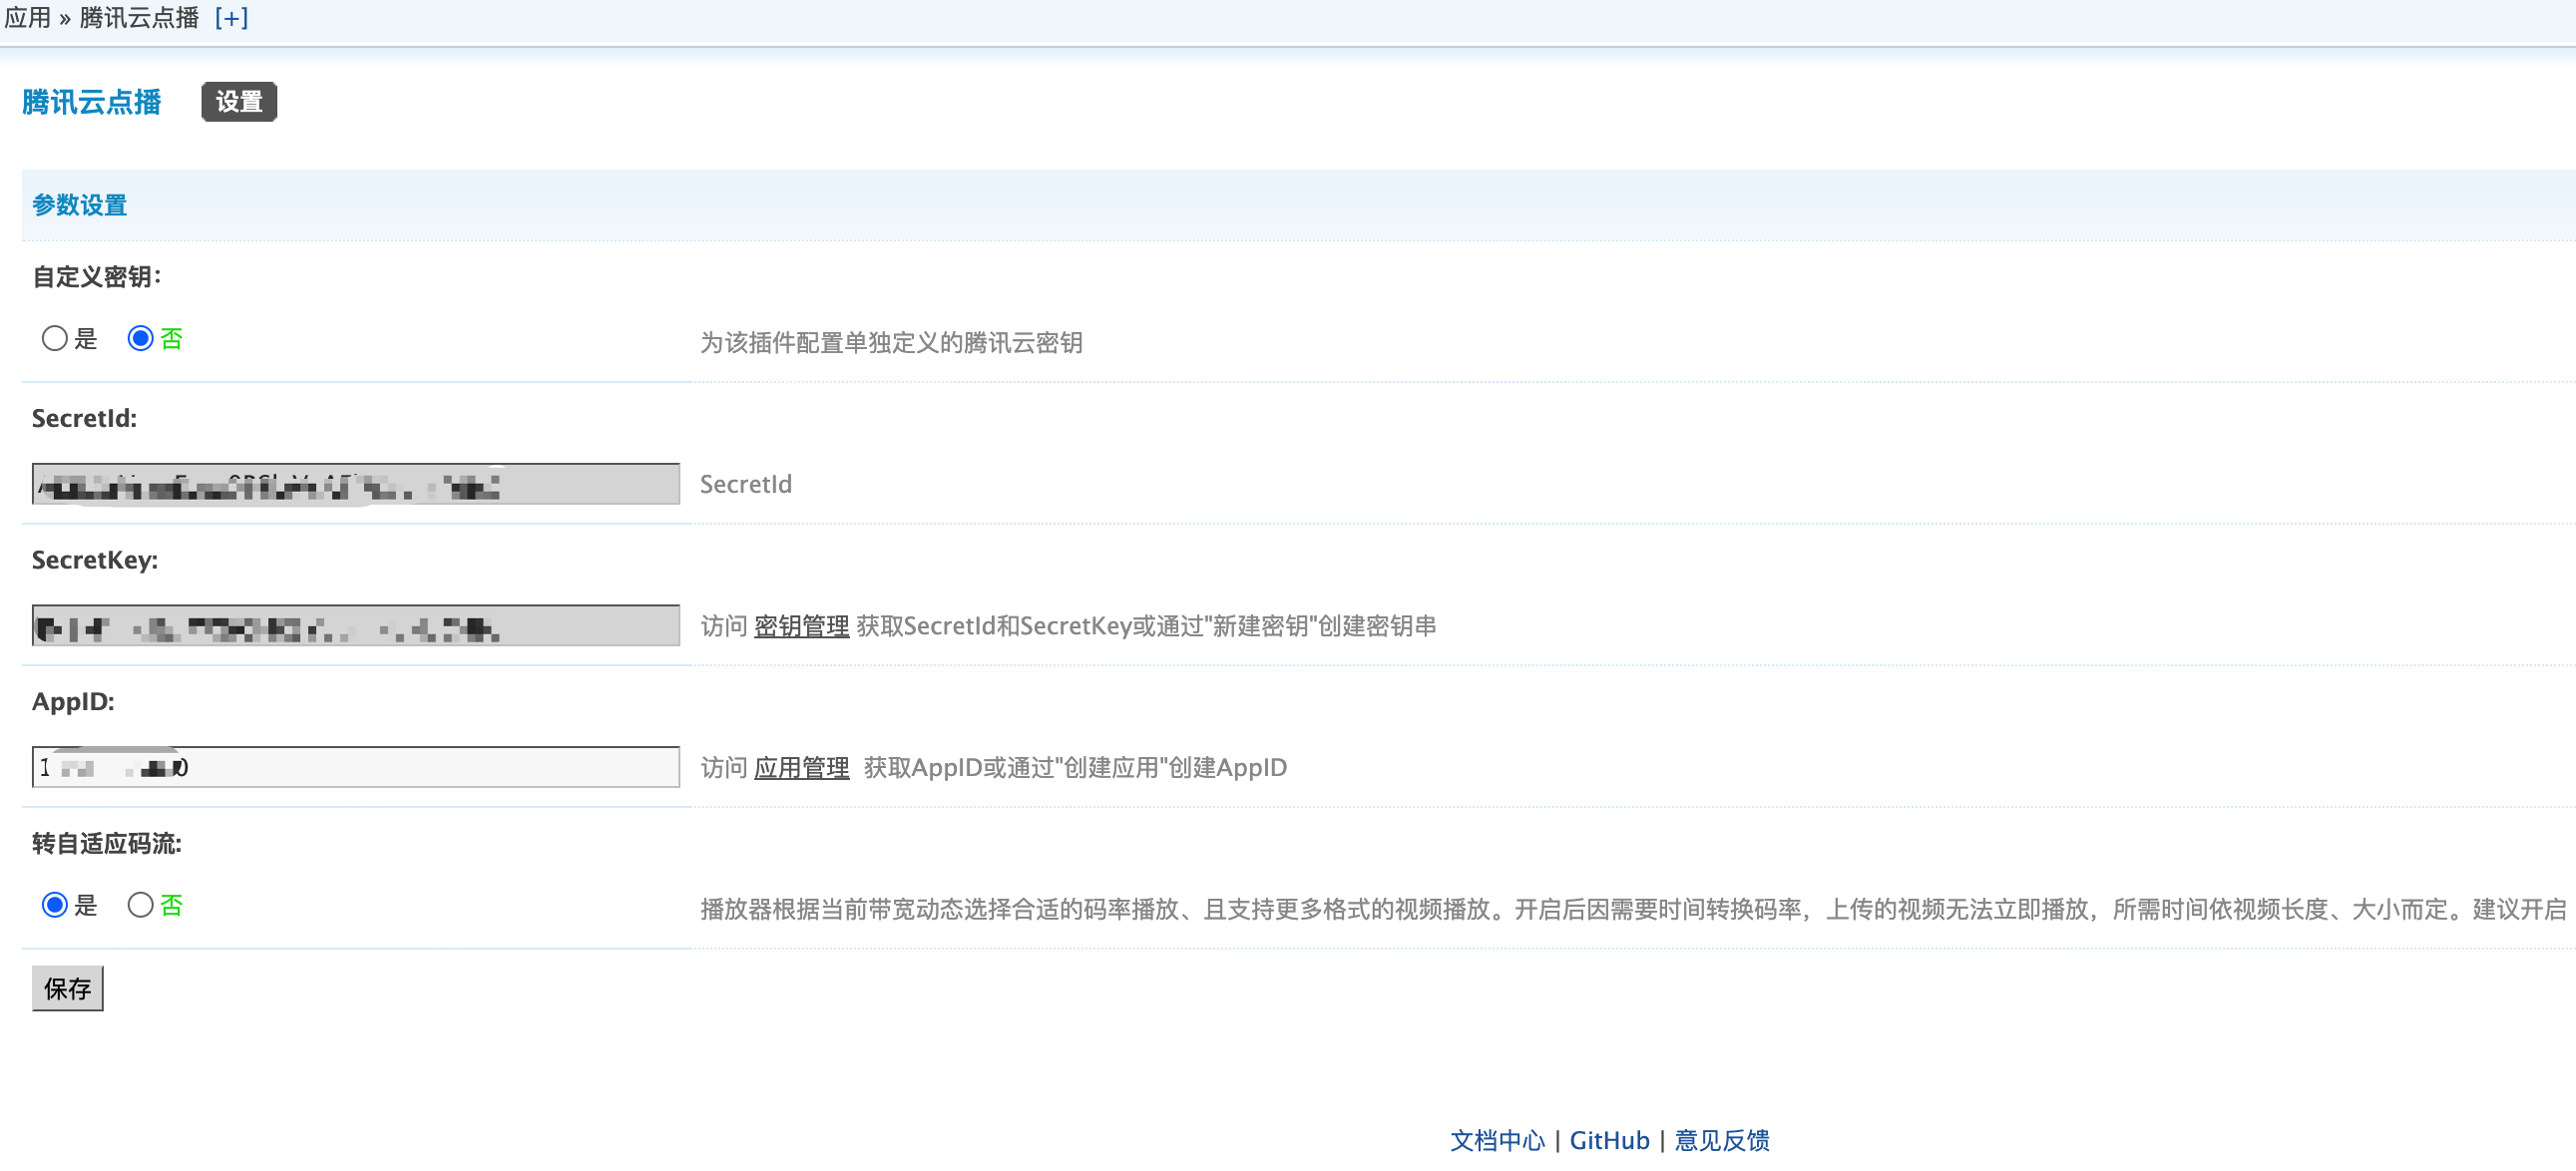 应用 » 腾讯云点播 [+]
腾讯云点播 设置
参数设置
自定义密钥:
是 否 为该插件配置单独定义的腾讯云密钥
SecretId:
SecretId
SecretKey:
访问 密钥管理 获取SecretId和SecretKey或通过"新建密钥"创建密钥串
AppID:
访问 应用管理 获取AppID或通过"创建应用"创建AppID
转自适应码流:
是 否 播放器根据当前带宽动态选择合适的码率播放、且支持更多格式的视频播放。开启后因需要时间转换码率，上传的视频无法立即播放，所需时间依视频长度、大小而定。建议开启
保存
文档中心 | GitHub | 意见反馈